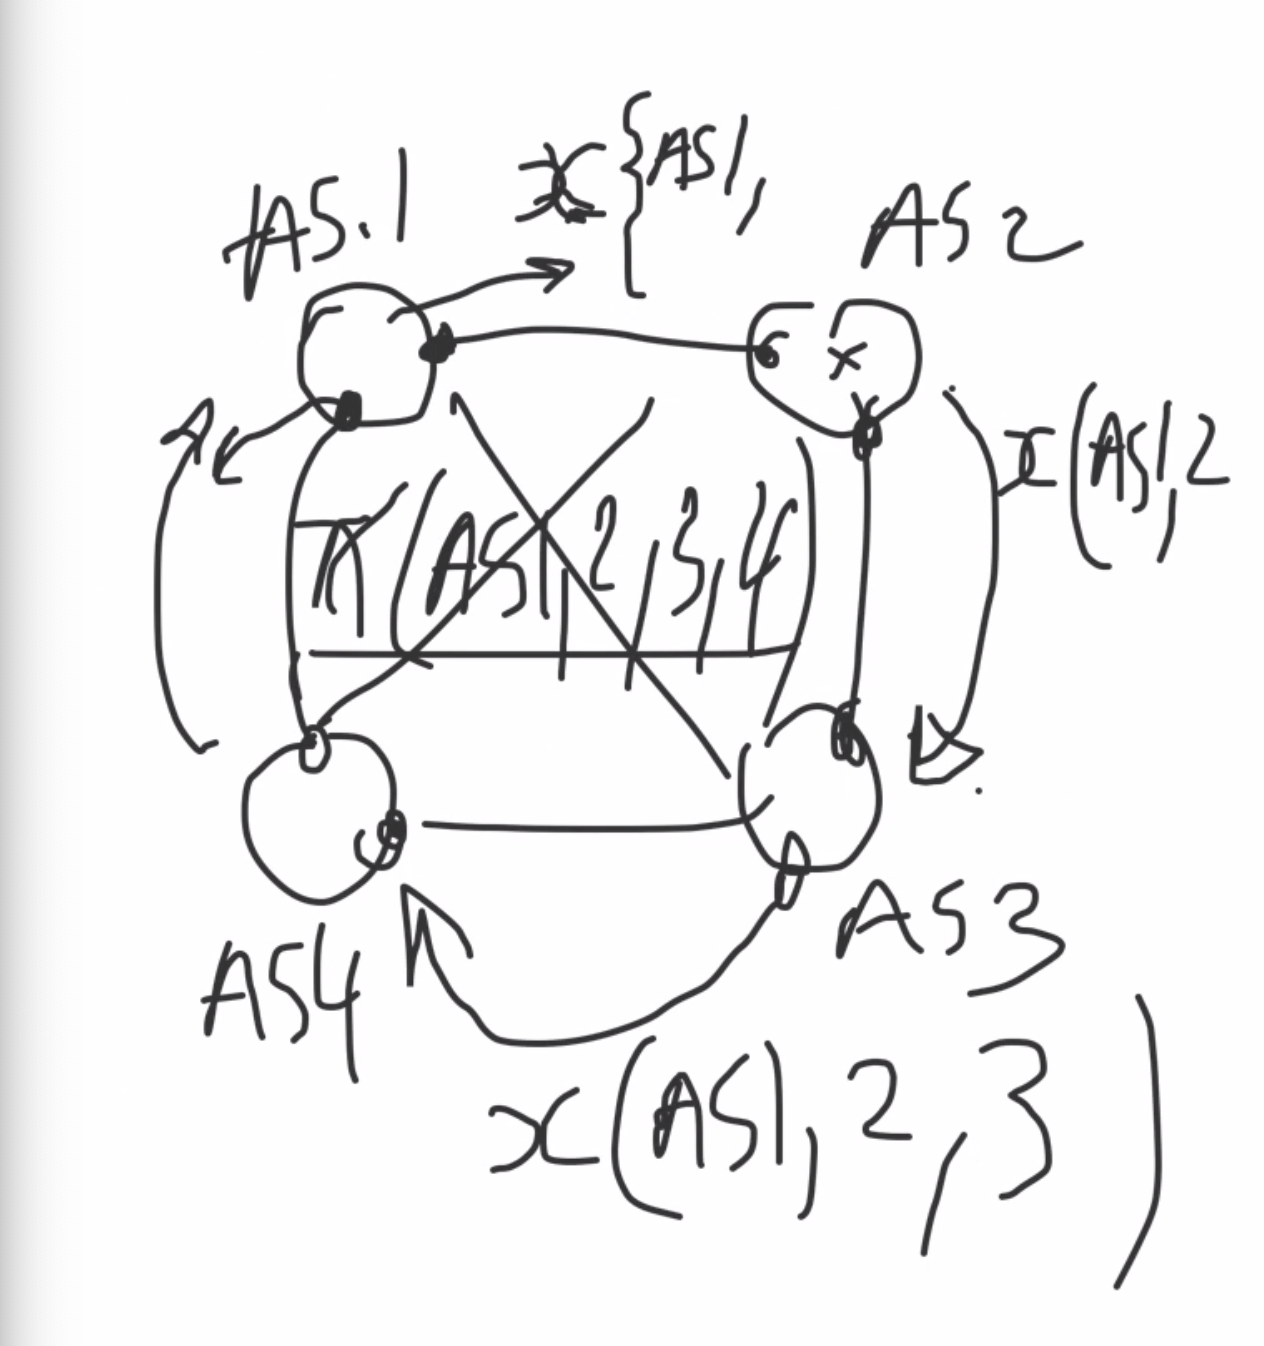 AS.1
x {AS1,
AS2
x
x(AS1,2
x(AS1,2,3,4)
AS3
AS4
x(AS1,2,3)